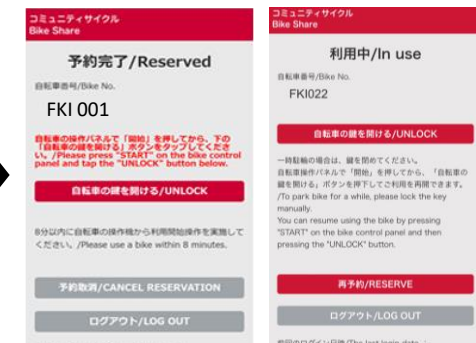 コミュニティサイクル
Bike Share
予約完了/Reserved
自転車番号/Bike No.
FKI 001
自転車の操作パネルで「開始」を押してから、下の
「自転車の鍵を開ける」ボタンをタップしてくださ
い。/Please press "START" on the bike control
panel and tap the "UNLOCK" button below.
自転車の鍵を開ける/UNLOCK
8分以内に自転車の操作機から利用開始操作を実施して
ください。/Please use a bike within 8 minutes.
予約取消/CANCEL RESERVATION
ログアウト/LOG OUT
コミュニティサイクル
Bike Share
利用中/In use
自転車番号/Bike No.
FKI022
自転車の鍵を開ける/UNLOCK
一時駐輪の場合は、鍵を閉めてください。
自転車操作パネルで「開始」を押してから、「自転車の
鍵を開ける」ボタンを押下してご利用を再開できます。
/To park bike for a while, please lock the key
manually.
You can resume using the bike by pressing
"START" on the bike control panel and then
pressing the "UNLOCK" button.
再予約/RESERVE
ログアウト/LOG OUT
前回のログイン日時/The last login date